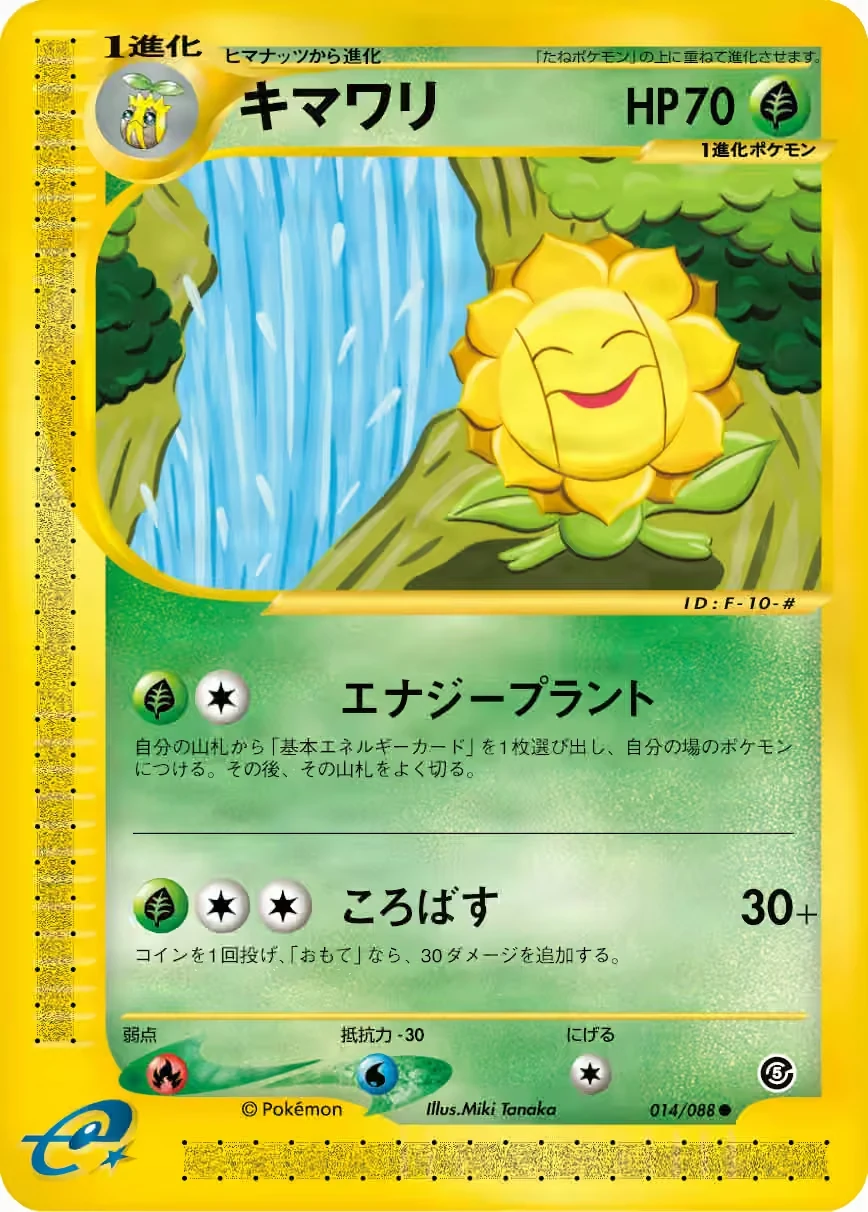 1進化
ヒマナッツから進化
「たねポケモン」の上に重ねて進化させます。
キマワリ
HP70
1進化ポケモン
ID:F-10-#
エナジープラント
自分の山札から「基本エネルギーカード」を1枚選び出し、自分の場のポケモン
につける。その後、その山札をよく切る。
ころばす 30+
コインを1回投げ、「おもて」なら、30ダメージを追加する。
弱点 抵抗力-30 にげる
5
© Pokémon Illus.Miki Tanaka 014/088●
e